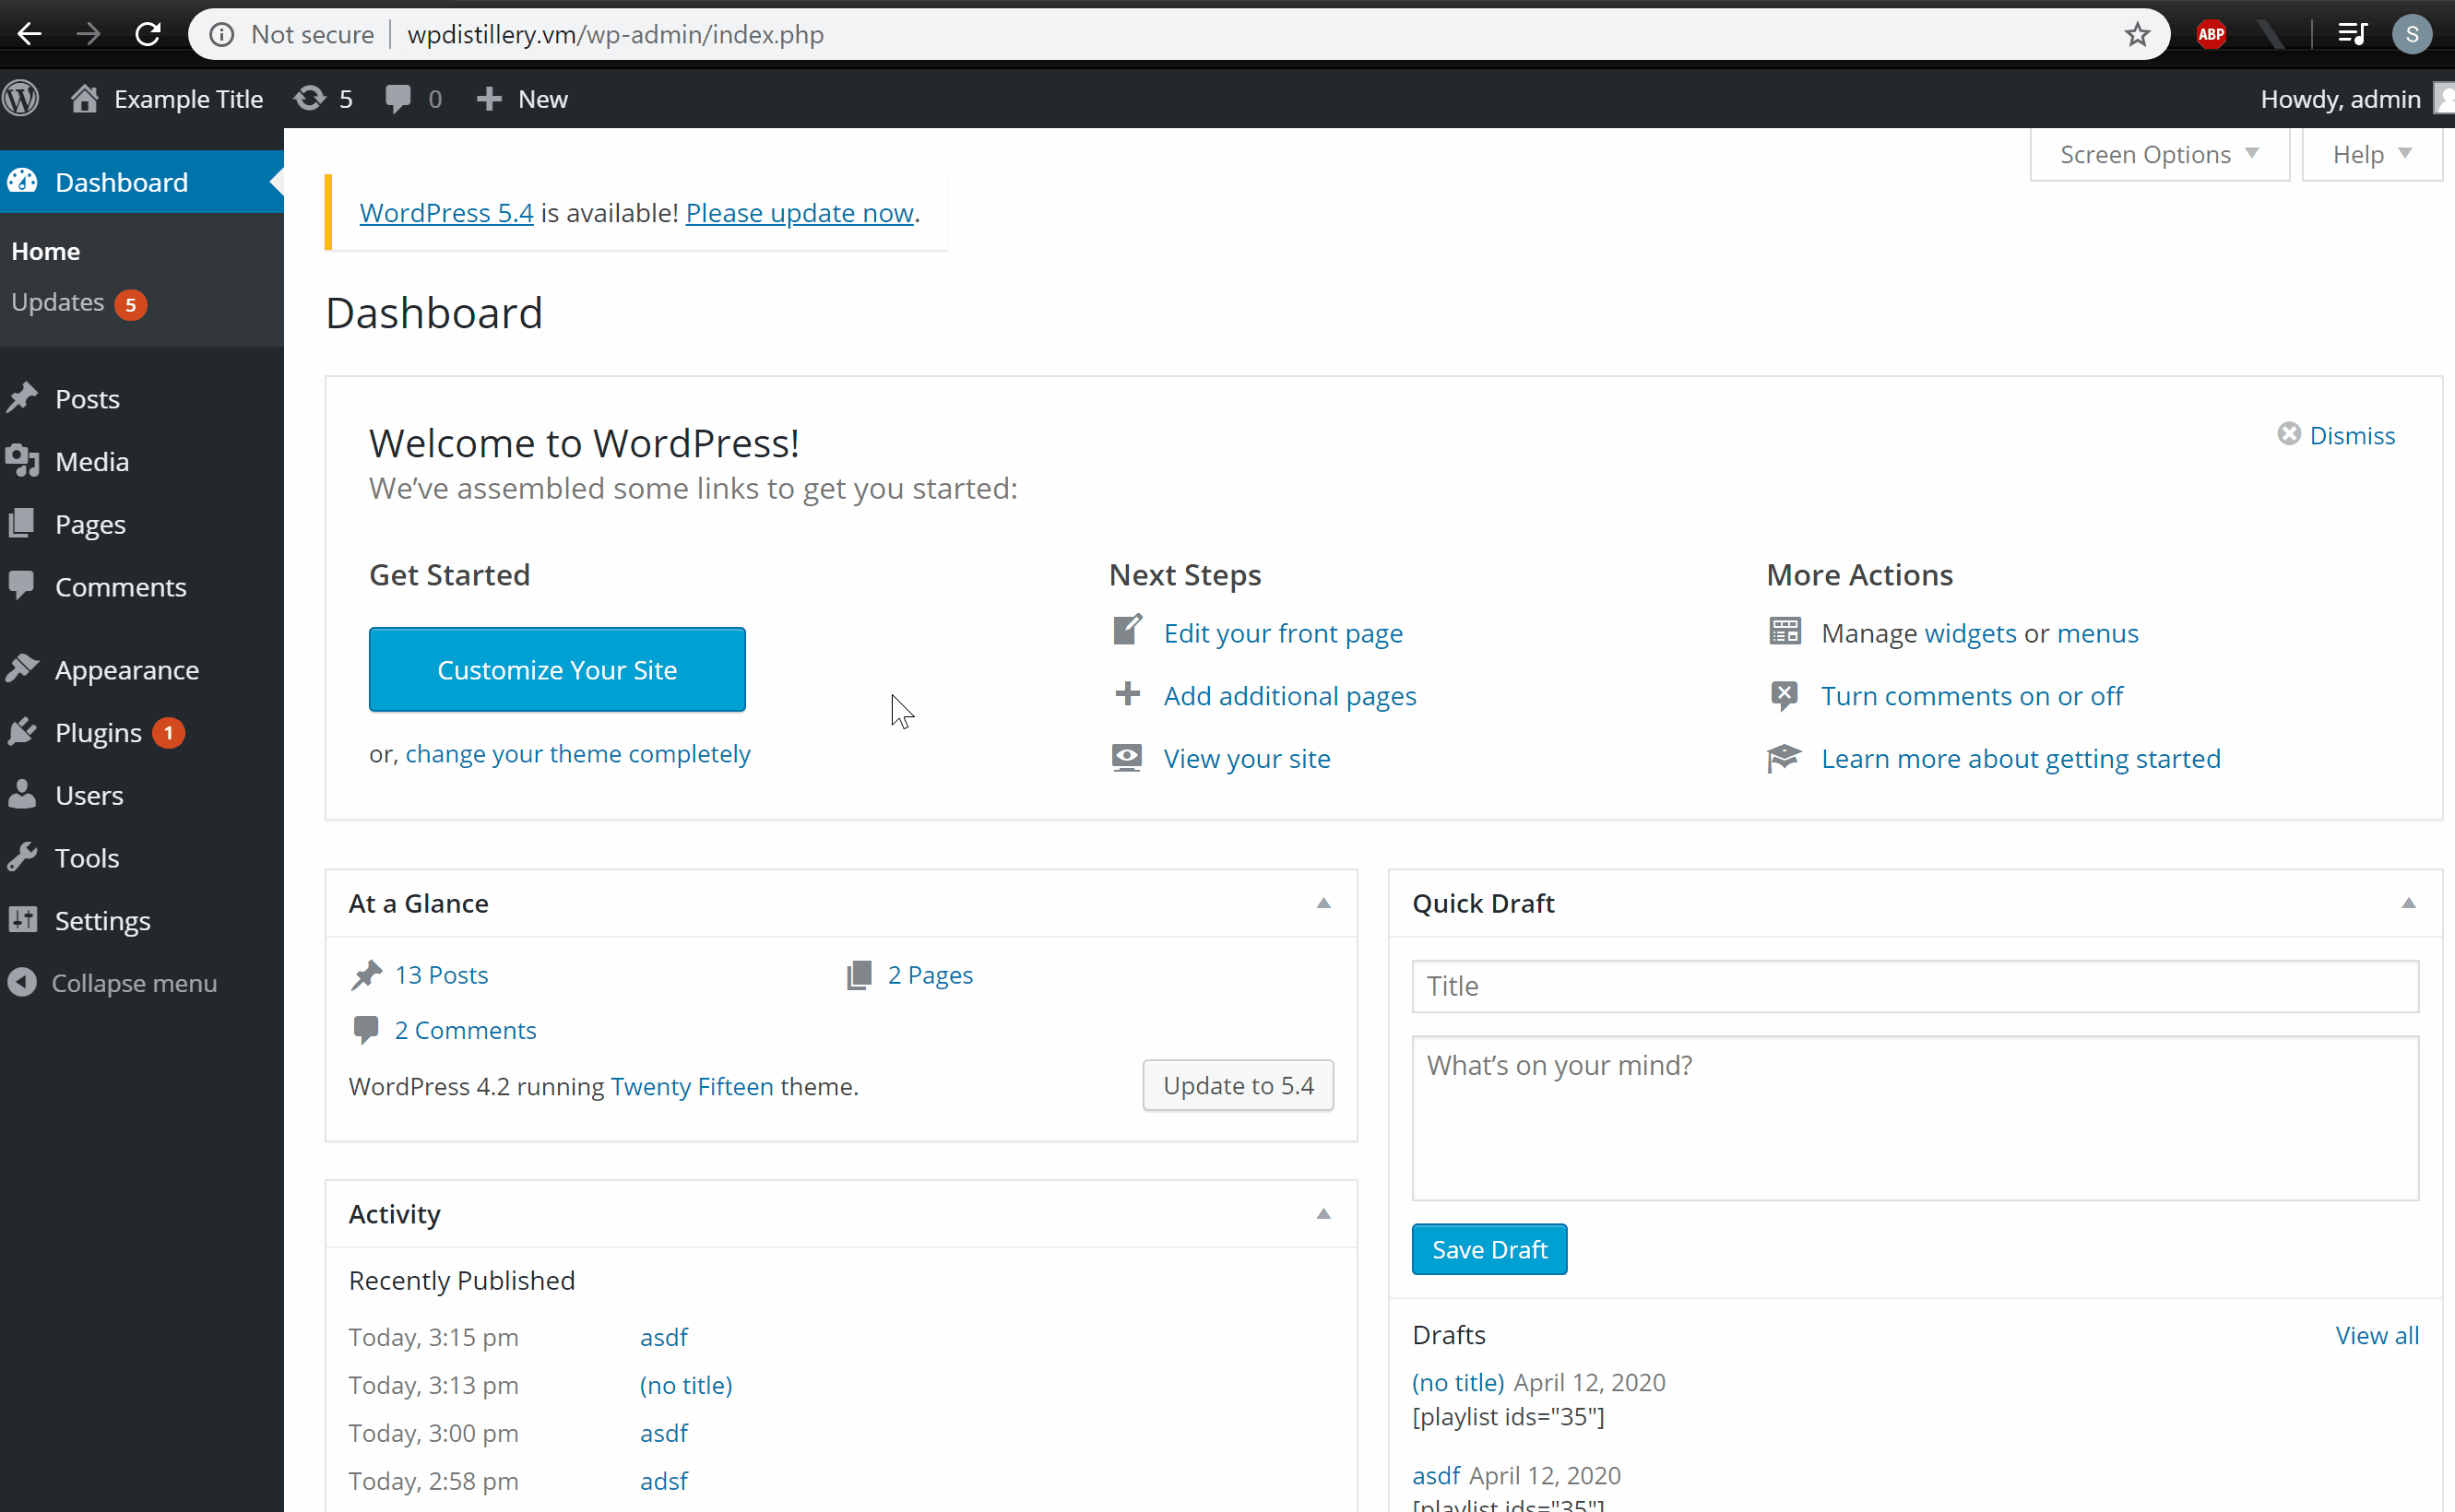 Not secure wpdistillery.vm/wp-admin/index.php ABP S
Example Title 5 0 New Howdy, admin
Screen Options Help
Dashboard
Home
Updates 5
Posts
Media
Pages
Comments
Appearance
Plugins 1
Users
Tools
Settings
Collapse menu
WordPress 5.4 is available! Please update now.
Dashboard
Welcome to WordPress!
Dismiss
We’ve assembled some links to get you started:
Get Started
Customize Your Site
or, change your theme completely
Next Steps
Edit your front page
Add additional pages
View your site
More Actions
Manage widgets or menus
Turn comments on or off
Learn more about getting started
At a Glance
13 Posts 2 Pages
2 Comments
WordPress 4.2 running Twenty Fifteen theme. Update to 5.4
Activity
Recently Published
Today, 3:15 pm asdf
Today, 3:13 pm (no title)
Today, 3:00 pm asdf
Today, 2:58 pm adsf
Quick Draft
Title
What’s on your mind?
Save Draft
Drafts View all
(no title) April 12, 2020
[playlist ids="35"]
asdf April 12, 2020
[playlist ids="35"]